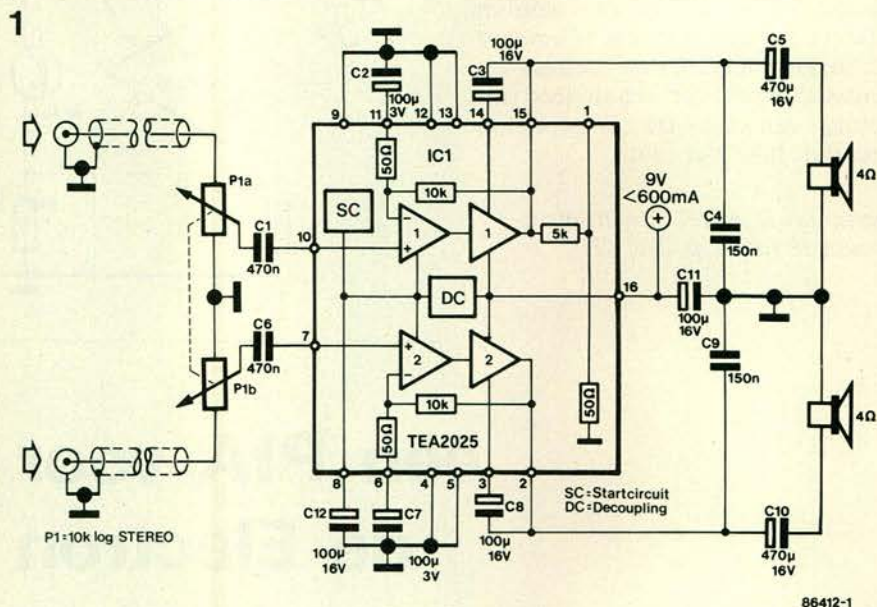 1
100µ
16V
C5
C2
100µ
3V
C3
470µ
16V
9
11
12
13
14
15
1
50Ω
IC1
P1a
10k
9V
<600mA
4Ω
SC
C1
1
1
5k
10
470n
C4
DC
150n
16
C11
C6
100µ
16V
C9
7
470n
2
2
150n
P1b
10k
50Ω
4Ω
50Ω
TEA2025
8
6
4
5
3
2
SC=Startcircuit
DC=Decoupling
C12
C7
C8
C10
P1=10k log STEREO
100µ
16V
100µ
3V
100µ
16V
470µ
16V
86412-1